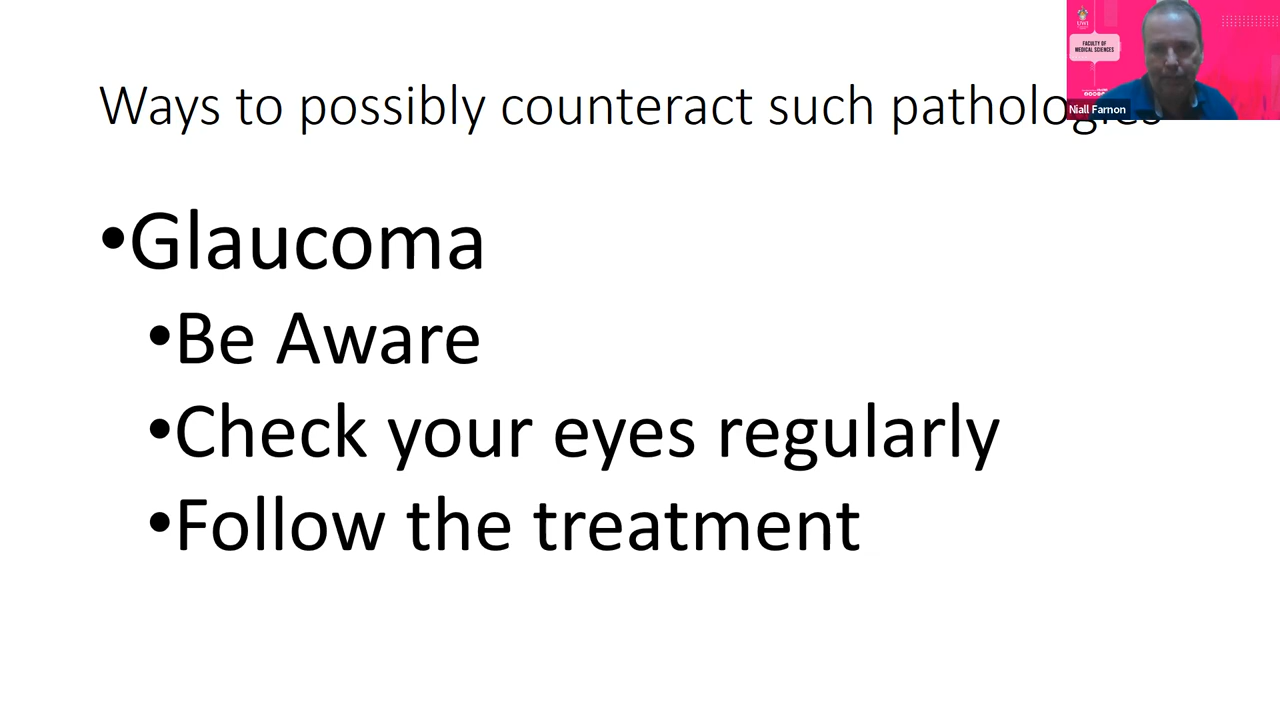 UWI
FACULTY OF
MEDICAL SCIENCES
Niall Farnon
Ways to possibly counteract such pathologies
•Glaucoma
•Be Aware
•Check your eyes regularly
•Follow the treatment